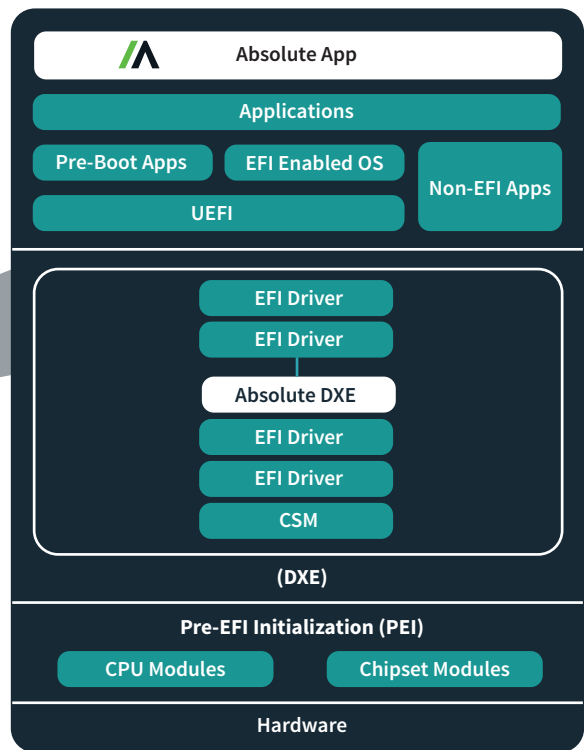 Absolute App
Applications
Pre-Boot Apps
EFI Enabled OS
Non-EFI Apps
UEFI
EFI Driver
EFI Driver
Absolute DXE
EFI Driver
EFI Driver
CSM
(DXE)
Pre-EFI Initialization (PEI)
CPU Modules
Chipset Modules
Hardware